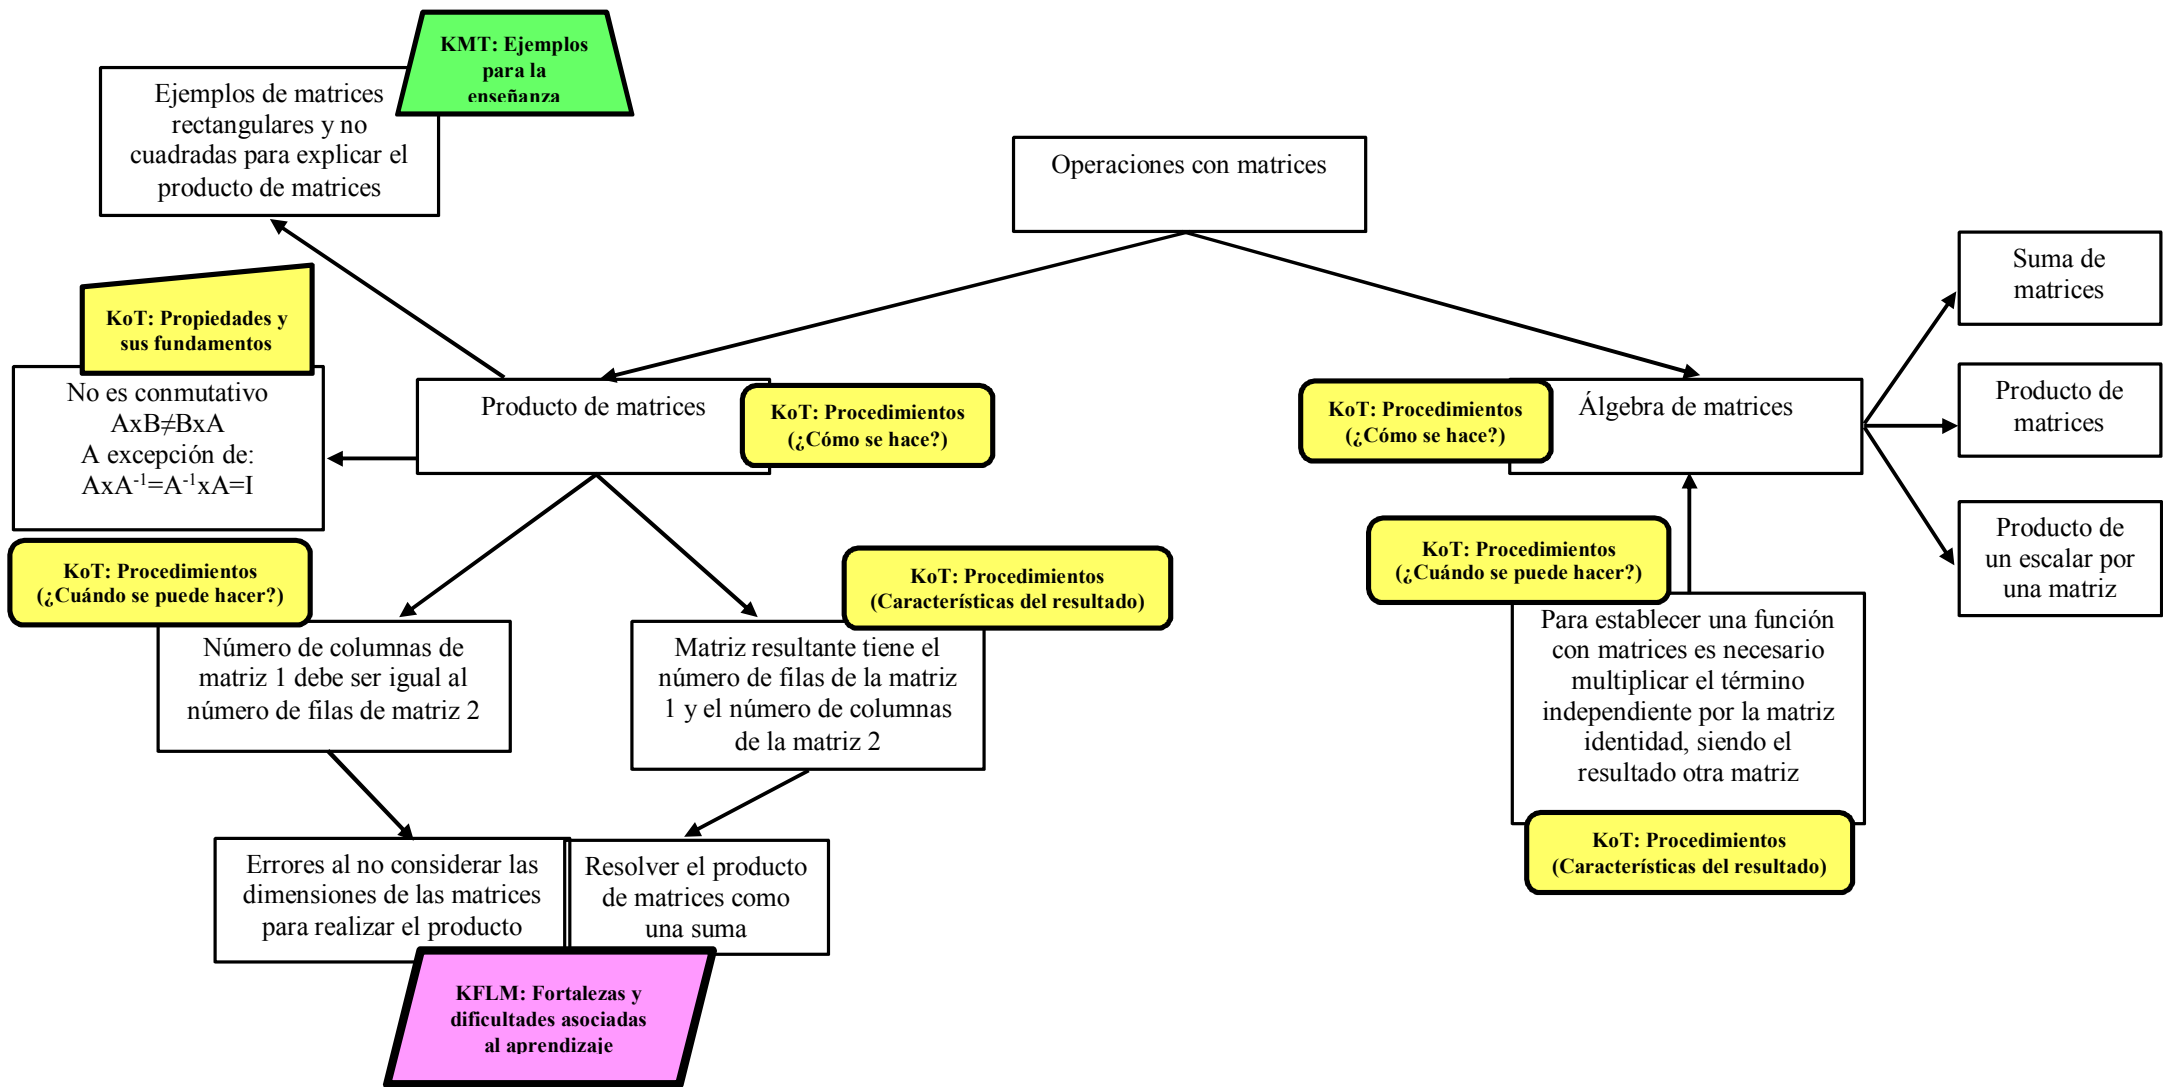 KMT: Ejemplos
para la
enseñanza
Ejemplos de matrices
rectangulares y no
cuadradas para explicar el
producto de matrices
Operaciones con matrices
Suma de
matrices
KoT: Propiedades y
sus fundamentos
No es conmutativo
AxB≠BxA
A excepción de:
AxA⁻¹=A⁻¹xA=I
Producto de matrices
KoT: Procedimientos
(¿Cómo se hace?)
KoT: Procedimientos
(¿Cómo se hace?)
Álgebra de matrices
Producto de
matrices
Producto de
un escalar por
una matriz
KoT: Procedimientos
(¿Cuándo se puede hacer?)
Número de columnas de
matriz 1 debe ser igual al
número de filas de matriz 2
KoT: Procedimientos
(Características del resultado)
Matriz resultante tiene el
número de filas de la matriz
1 y el número de columnas
de la matriz 2
KoT: Procedimientos
(¿Cuándo se puede hacer?)
Para establecer una función
con matrices es necesario
multiplicar el término
independiente por la matriz
identidad, siendo el
resultado otra matriz
KoT: Procedimientos
(Características del resultado)
Errores al no considerar las
dimensiones de las matrices
para realizar el producto
Resolver el producto
de matrices como
una suma
KFLM: Fortalezas y
dificultades asociadas
al aprendizaje